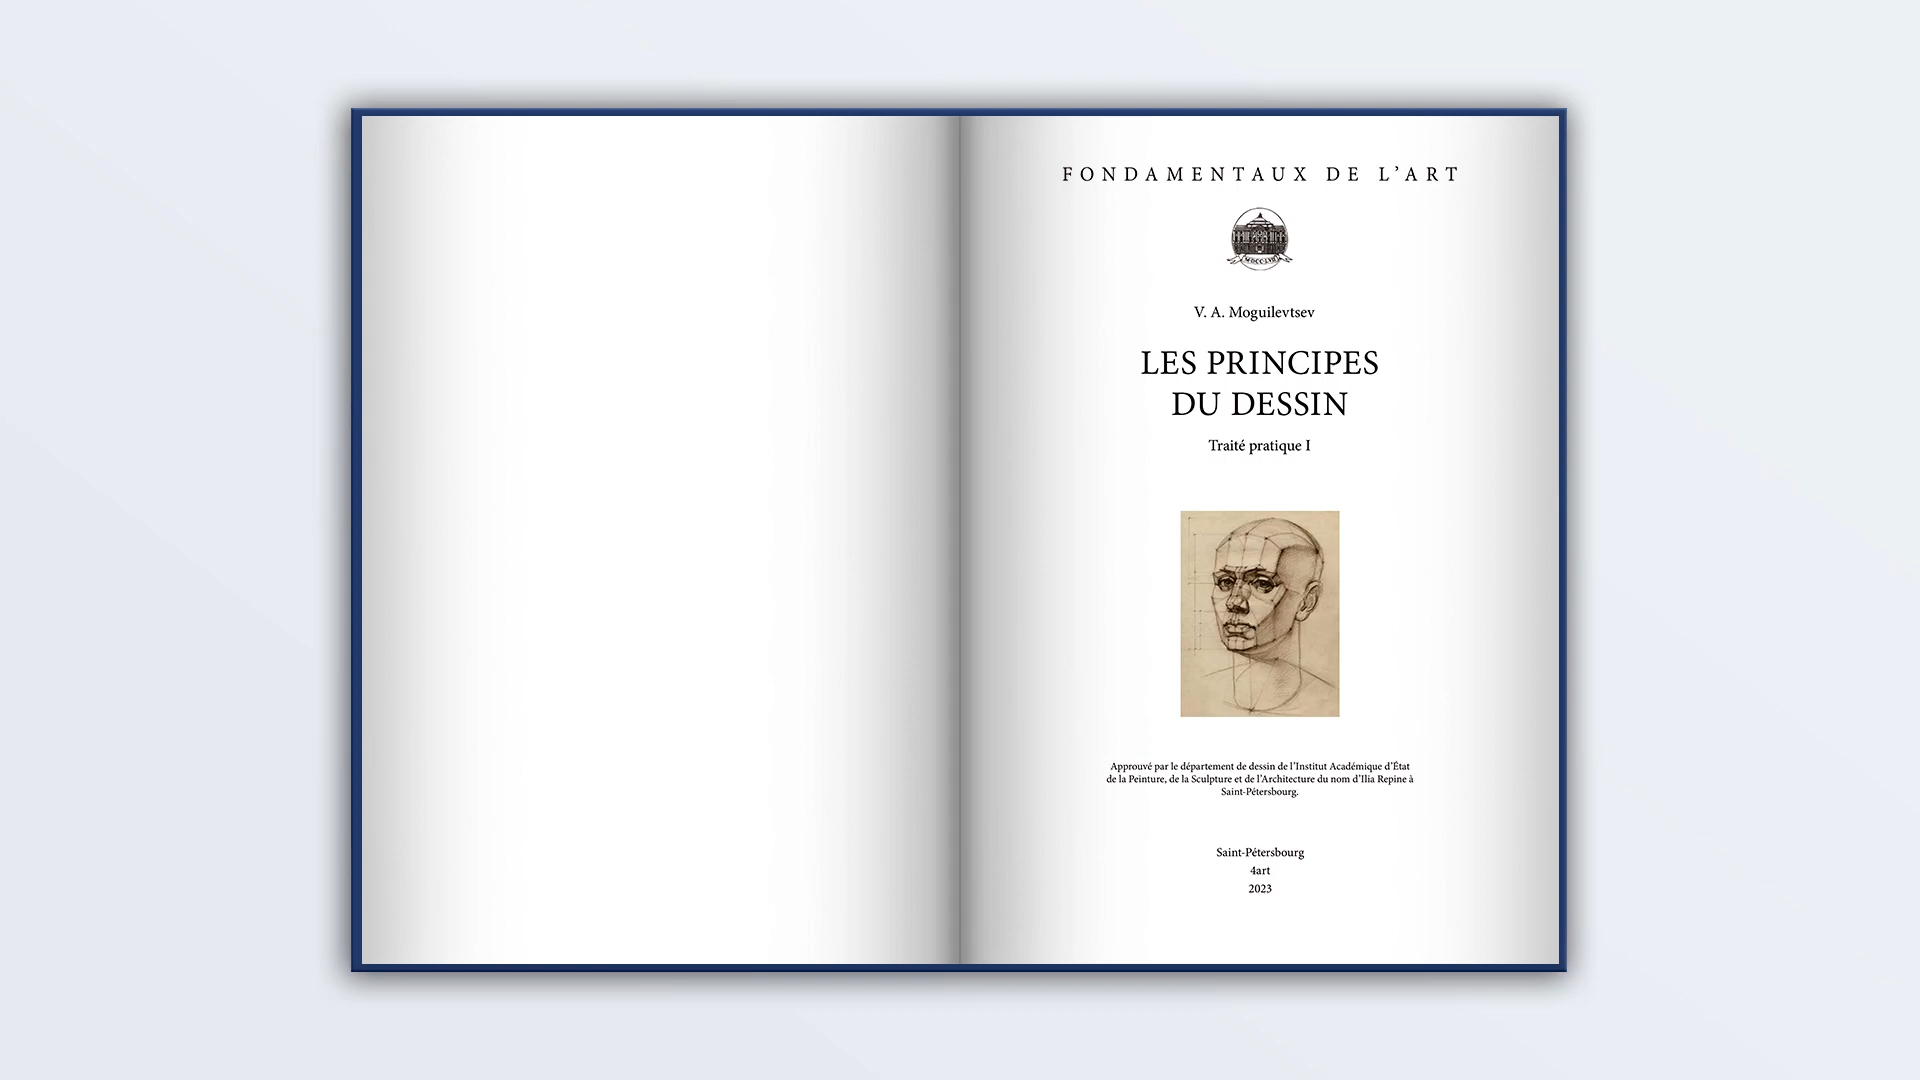 FONDAMENTAUX DE L’ART
V. A. Moguilevtsev
LES PRINCIPES
DU DESSIN
Traité pratique I
Approuvé par le département de dessin de l’Institut Académique d’État
de la Peinture, de la Sculpture et de l’Architecture du nom d’Ilia Repine à
Saint-Pétersbourg.
Saint-Pétersbourg
4art
2023